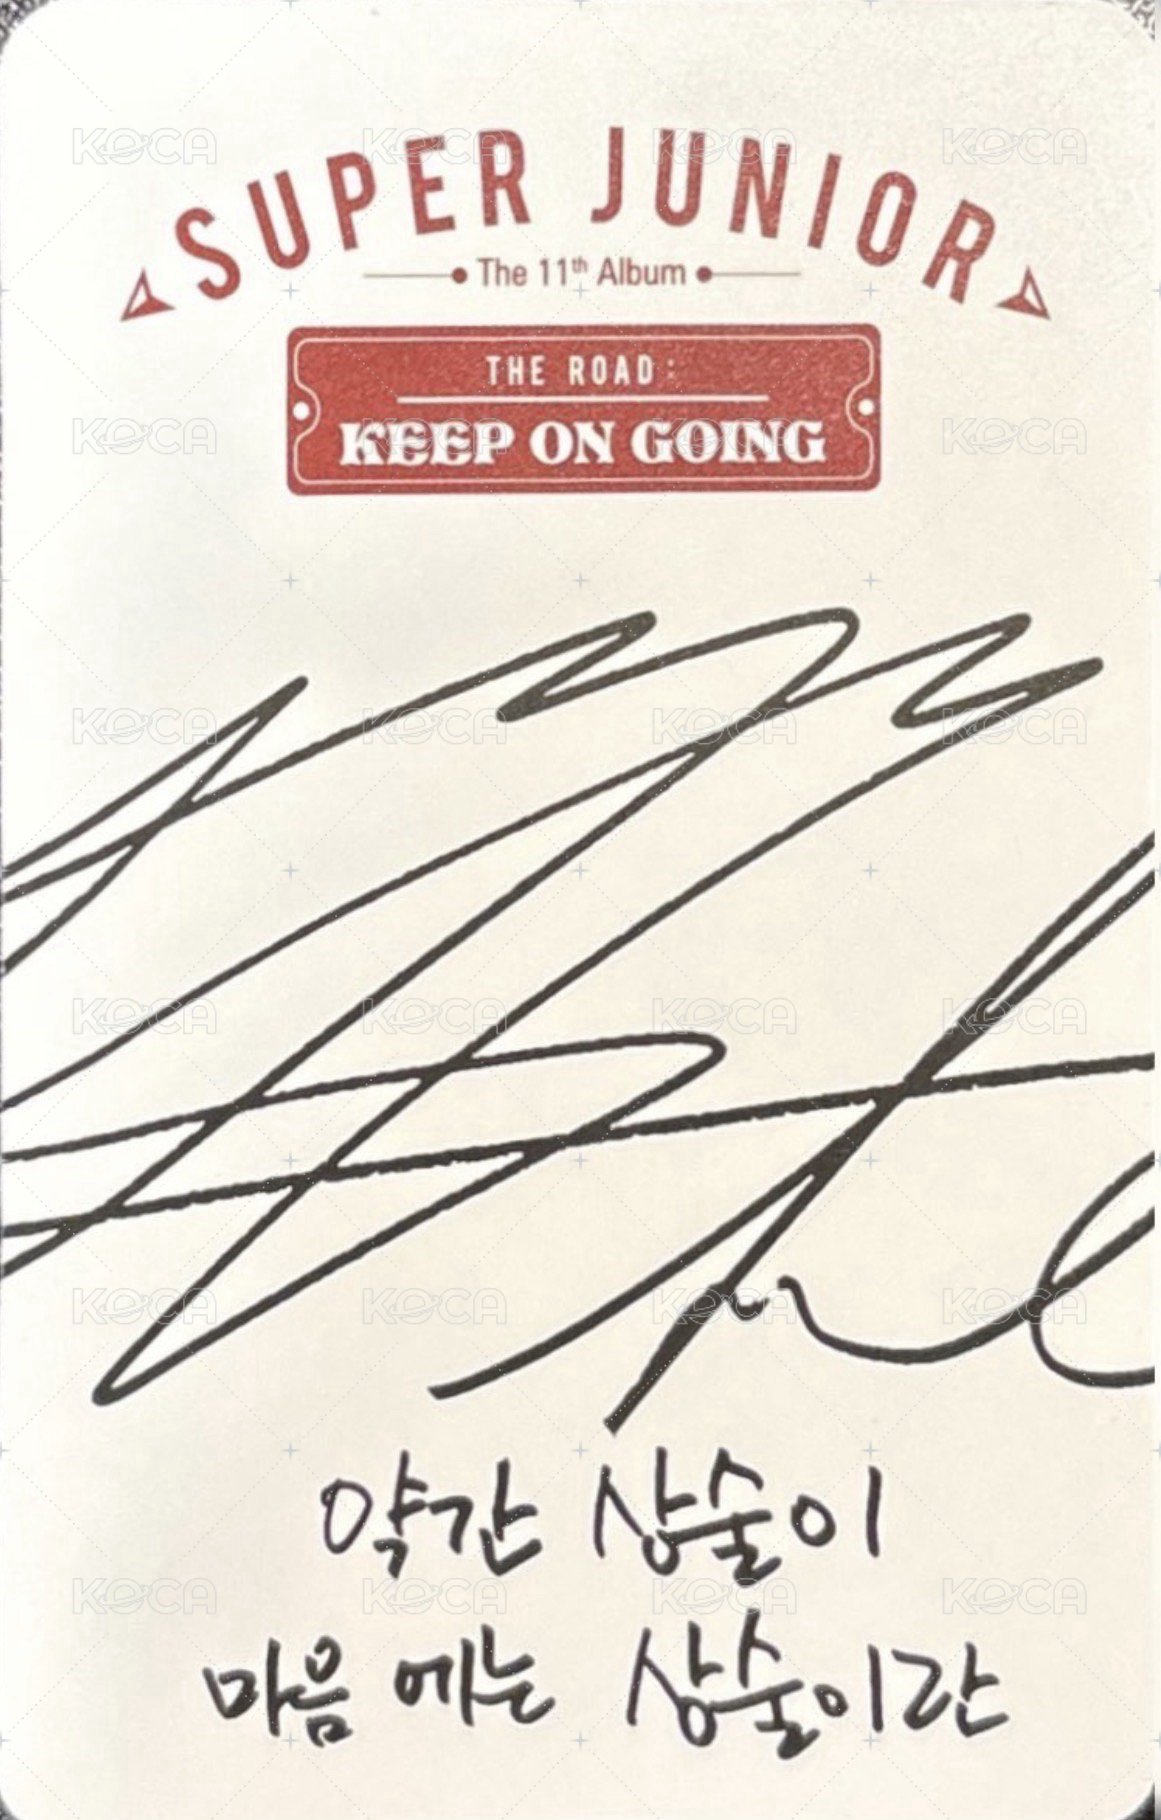 SUPER JUNIOR
The 11th Album
THE ROAD:
KEEP ON GOING
약간 상술이
마음 에는 상술이란